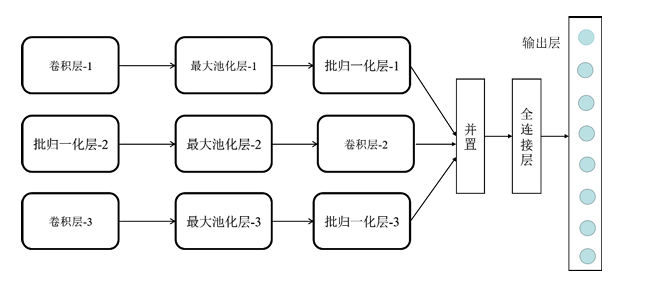 输出层
卷积层-1
最大池化层-1
批归一化层-1
批归一化层-2
最大池化层-2
卷积层-2
卷积层-3
最大池化层-3
批归一化层-3
并置
全连接层